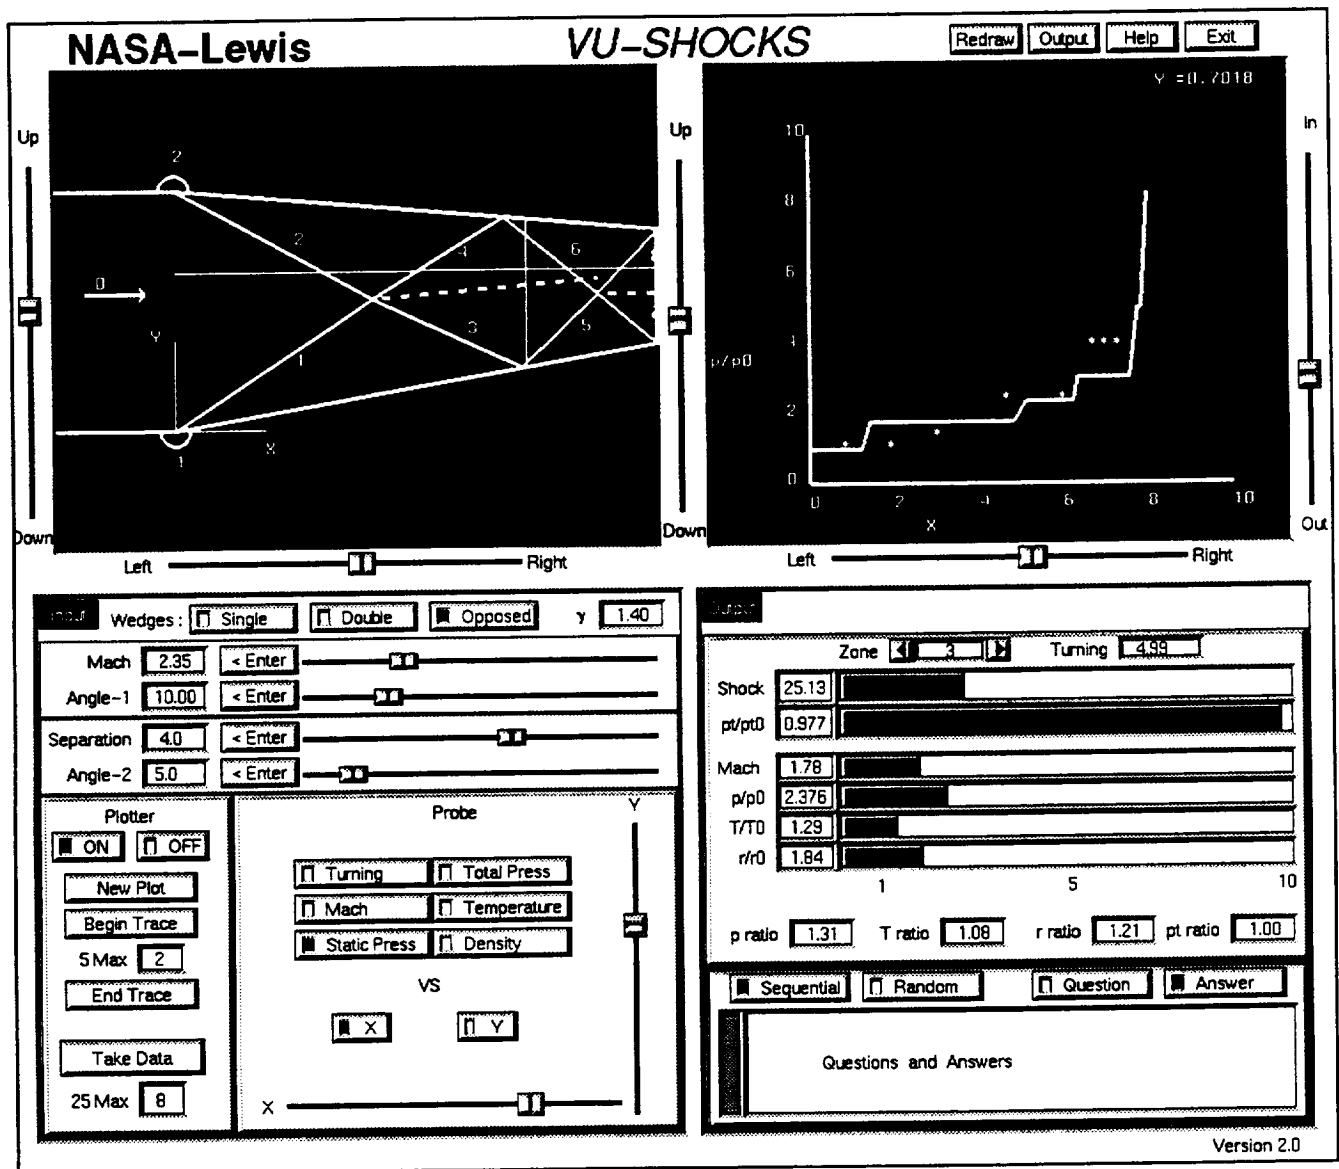 NASA-Lewis
VU-SHOCKS
Redraw Output Help Exit
Y =0.7018
Up
Up
In
2
2
4
6
0
Y
3
5
1
X
1
10
8
6
4
2
0
p/p0
0 2 4 6 8 10
X
Down
Down
Out
Left Right
Left Right
Input Wedges : Single Double Opposed γ 1.40
Mach 2.35 < Enter
Angle-1 10.00 < Enter
Separation 4.0 < Enter
Angle-2 5.0 < Enter
Plotter
ON OFF
New Plot
Begin Trace
5 Max 2
End Trace
Take Data
25 Max 8
Probe
Y
Turning Total Press
Mach Temperature
Static Press Density
VS
X Y
X
Output
Zone 3 Turning 4.99
Shock 25.13
pt/pt0 0.977
Mach 1.78
p/p0 2.376
T/T0 1.29
r/r0 1.84
1 5 10
p ratio 1.31 T ratio 1.08 r ratio 1.21 pt ratio 1.00
Sequential Random Question Answer
Questions and Answers
Version 2.0